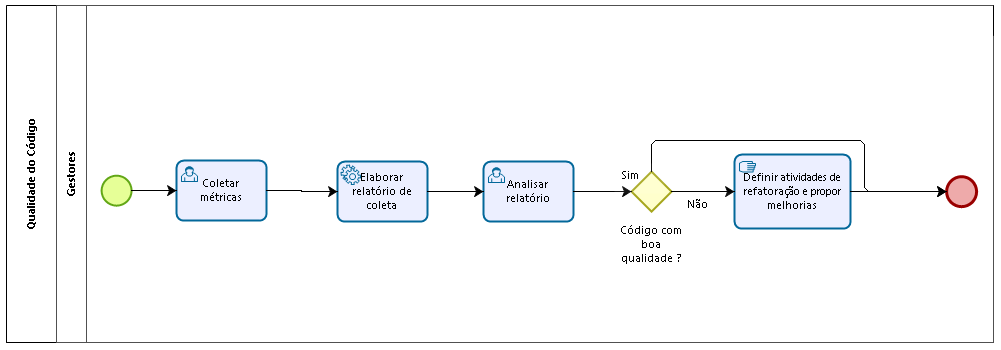 Qualidade do Código
Gestores
Coletar
métricas
Elaborar
relatório de
coleta
Analisar
relatório
Sim
Não
Código com
boa
qualidade ?
Definir atividades de
refatoração e propor
melhorias